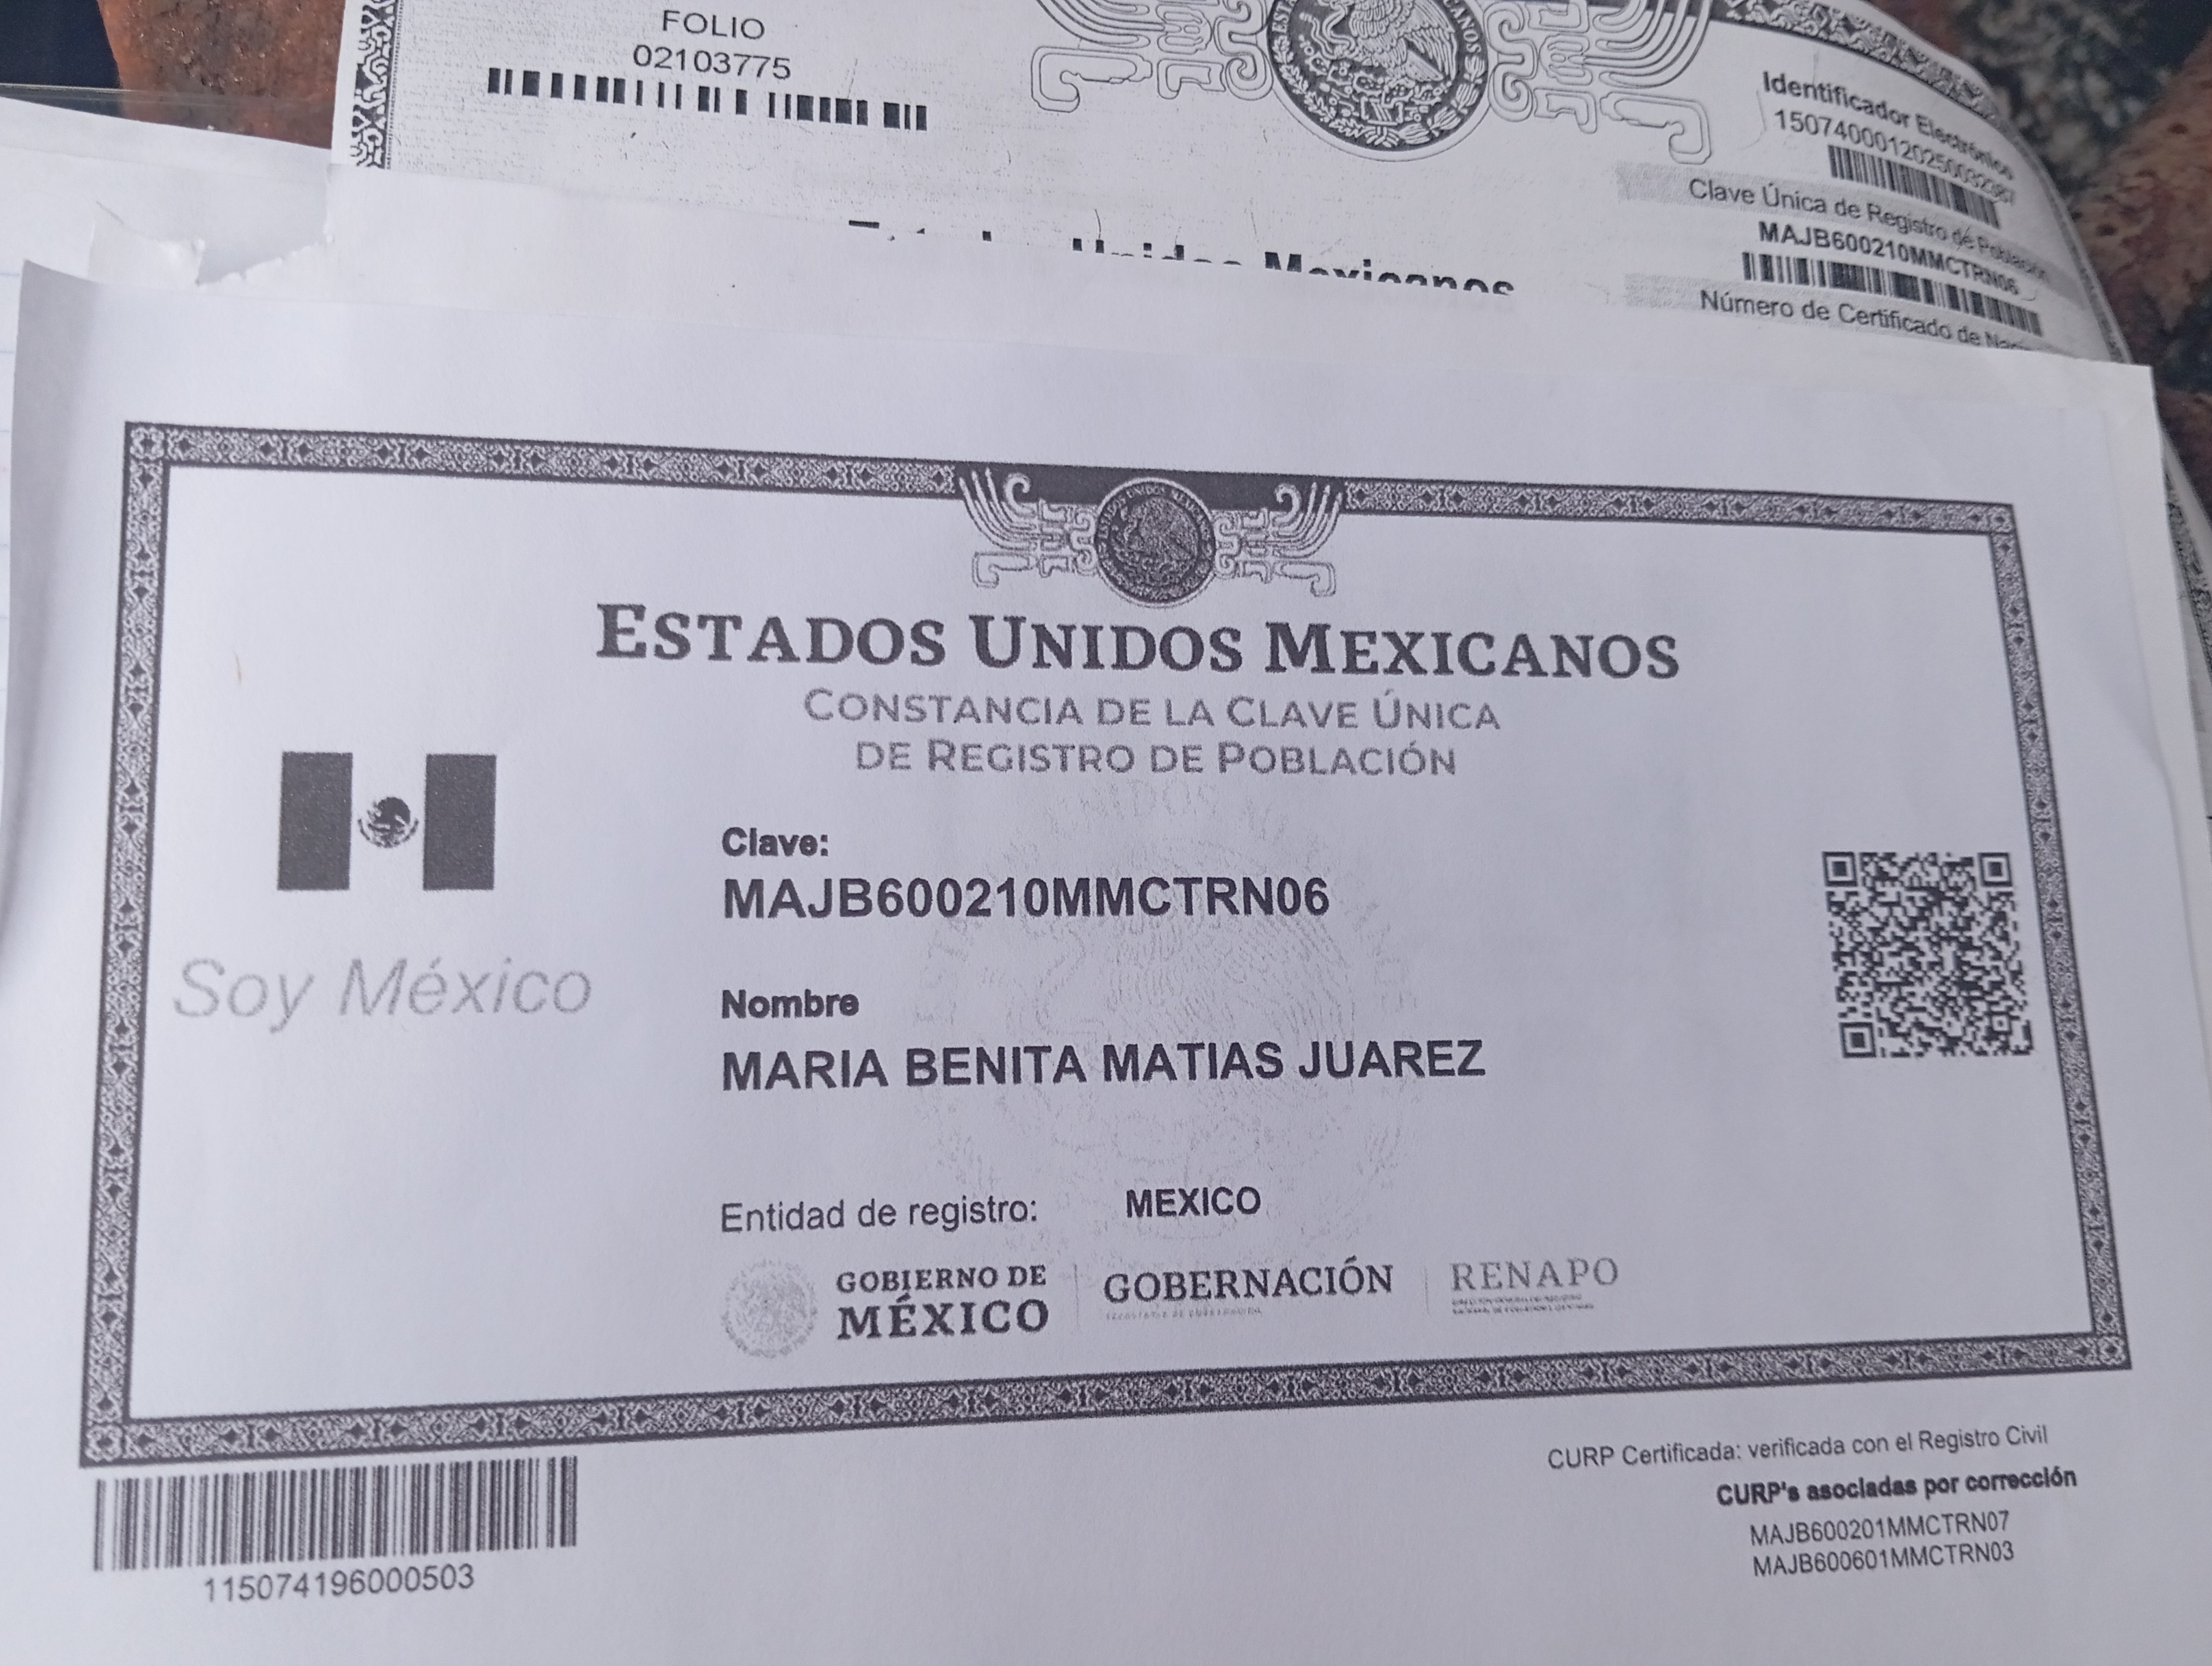 FOLIO
02103775
Identificador Electrónico
Clave Única de Registro de Población
MAJB600210MMCTRN06
Número de Certificado de
Unidos Mexicanos
ESTADOS UNIDOS MEXICANOS
CONSTANCIA DE LA CLAVE ÚNICA
DE REGISTRO DE POBLACIÓN
Soy México
Clave:
MAJB600210MMCTRN06
Nombre
MARIA BENITA MATIAS JUAREZ
Entidad de registro: MEXICO
GOBIERNO DE
MÉXICO
GOBERNACIÓN
RENAPO
CURP Certificada: verificada con el Registro Civil
CURP's asociadas por corrección
MAJB600201MMCTRN07
MAJB600601MMCTRN03
115074196000503